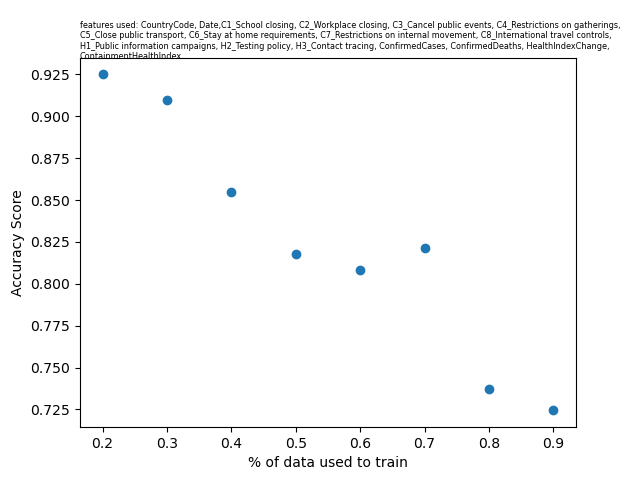 features used: CountryCode, Date,C1_School closing, C2_Workplace closing, C3_Cancel public events, C4_Restrictions on gatherings,
C5_Close public transport, C6_Stay at home requirements, C7_Restrictions on internal movement, C8_International travel controls,
H1_Public information campaigns, H2_Testing policy, H3_Contact tracing, ConfirmedCases, ConfirmedDeaths, HealthIndexChange,
ContainmentHealthIndex
0.925
0.900
0.875
0.850
0.825
0.800
0.775
0.750
0.725
Accuracy Score
0.2 0.3 0.4 0.5 0.6 0.7 0.8 0.9
% of data used to train